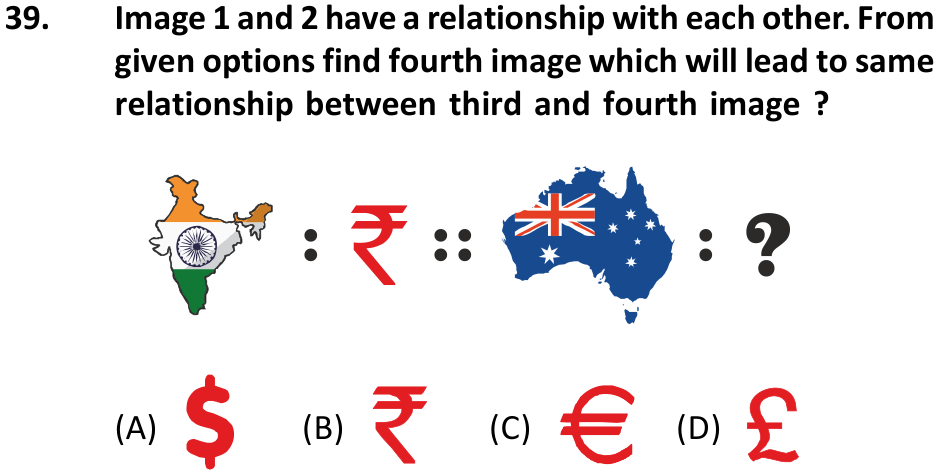 39. Image 1 and 2 have a relationship with each other. From
given options find fourth image which will lead to same
relationship between third and fourth image ?
: ₹ :: : ?
(A) $ (B) ₹ (C) € (D) £